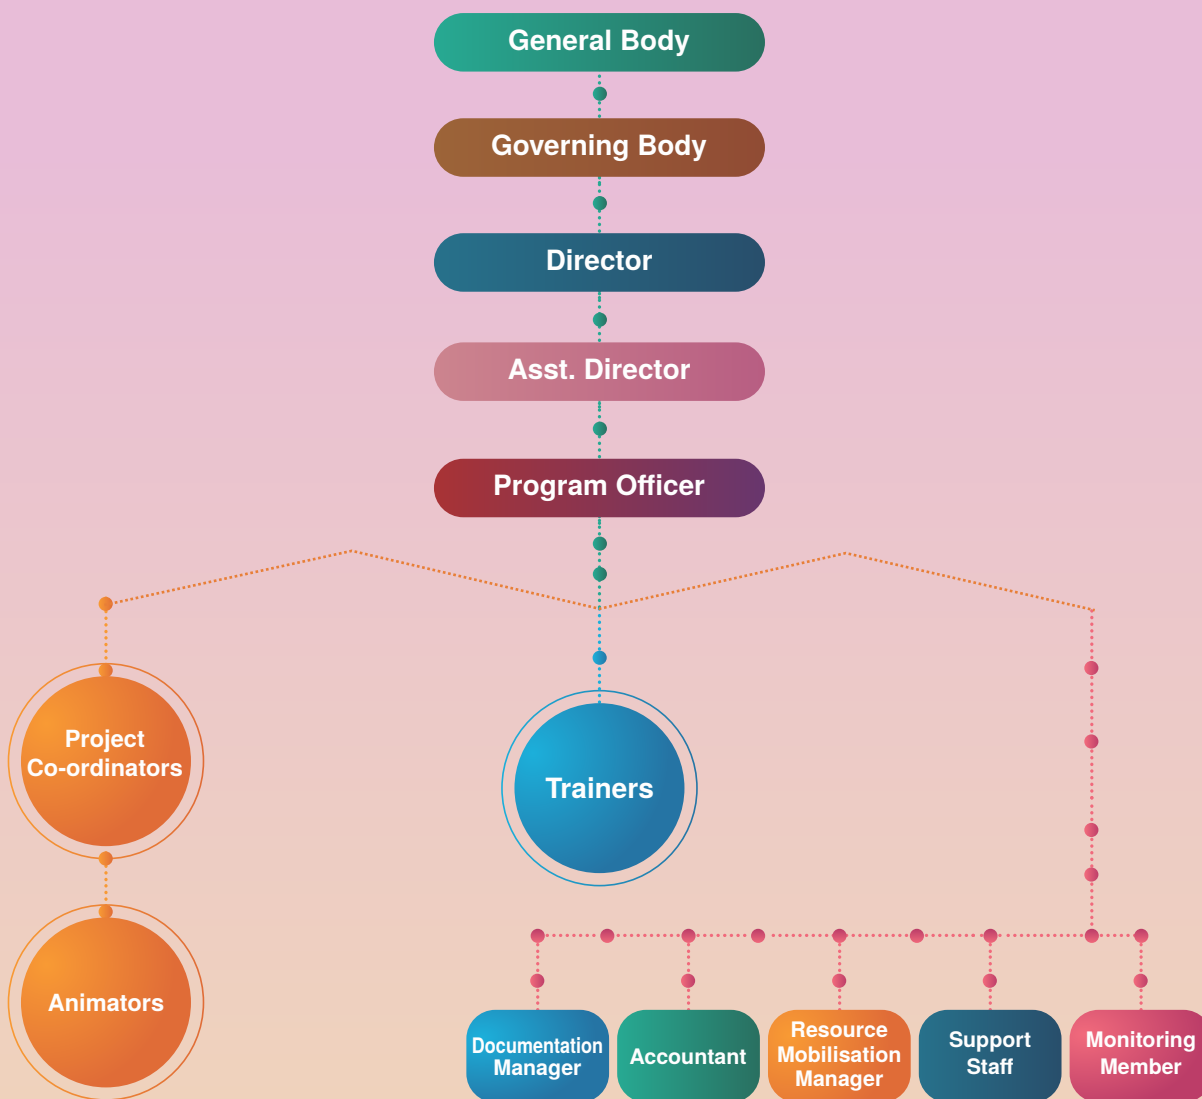 General Body
Governing Body
Director
Asst. Director
Program Officer
Project
Co-ordinators
Trainers
Animators
Documentation
Manager
Accountant
Resource
Mobilisation
Manager
Support
Staff
Monitoring
Member